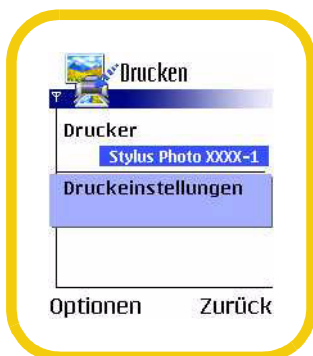 Drucken
Drucker
Stylus Photo XXXX-1
Druckeinstellungen
Optionen Zurück